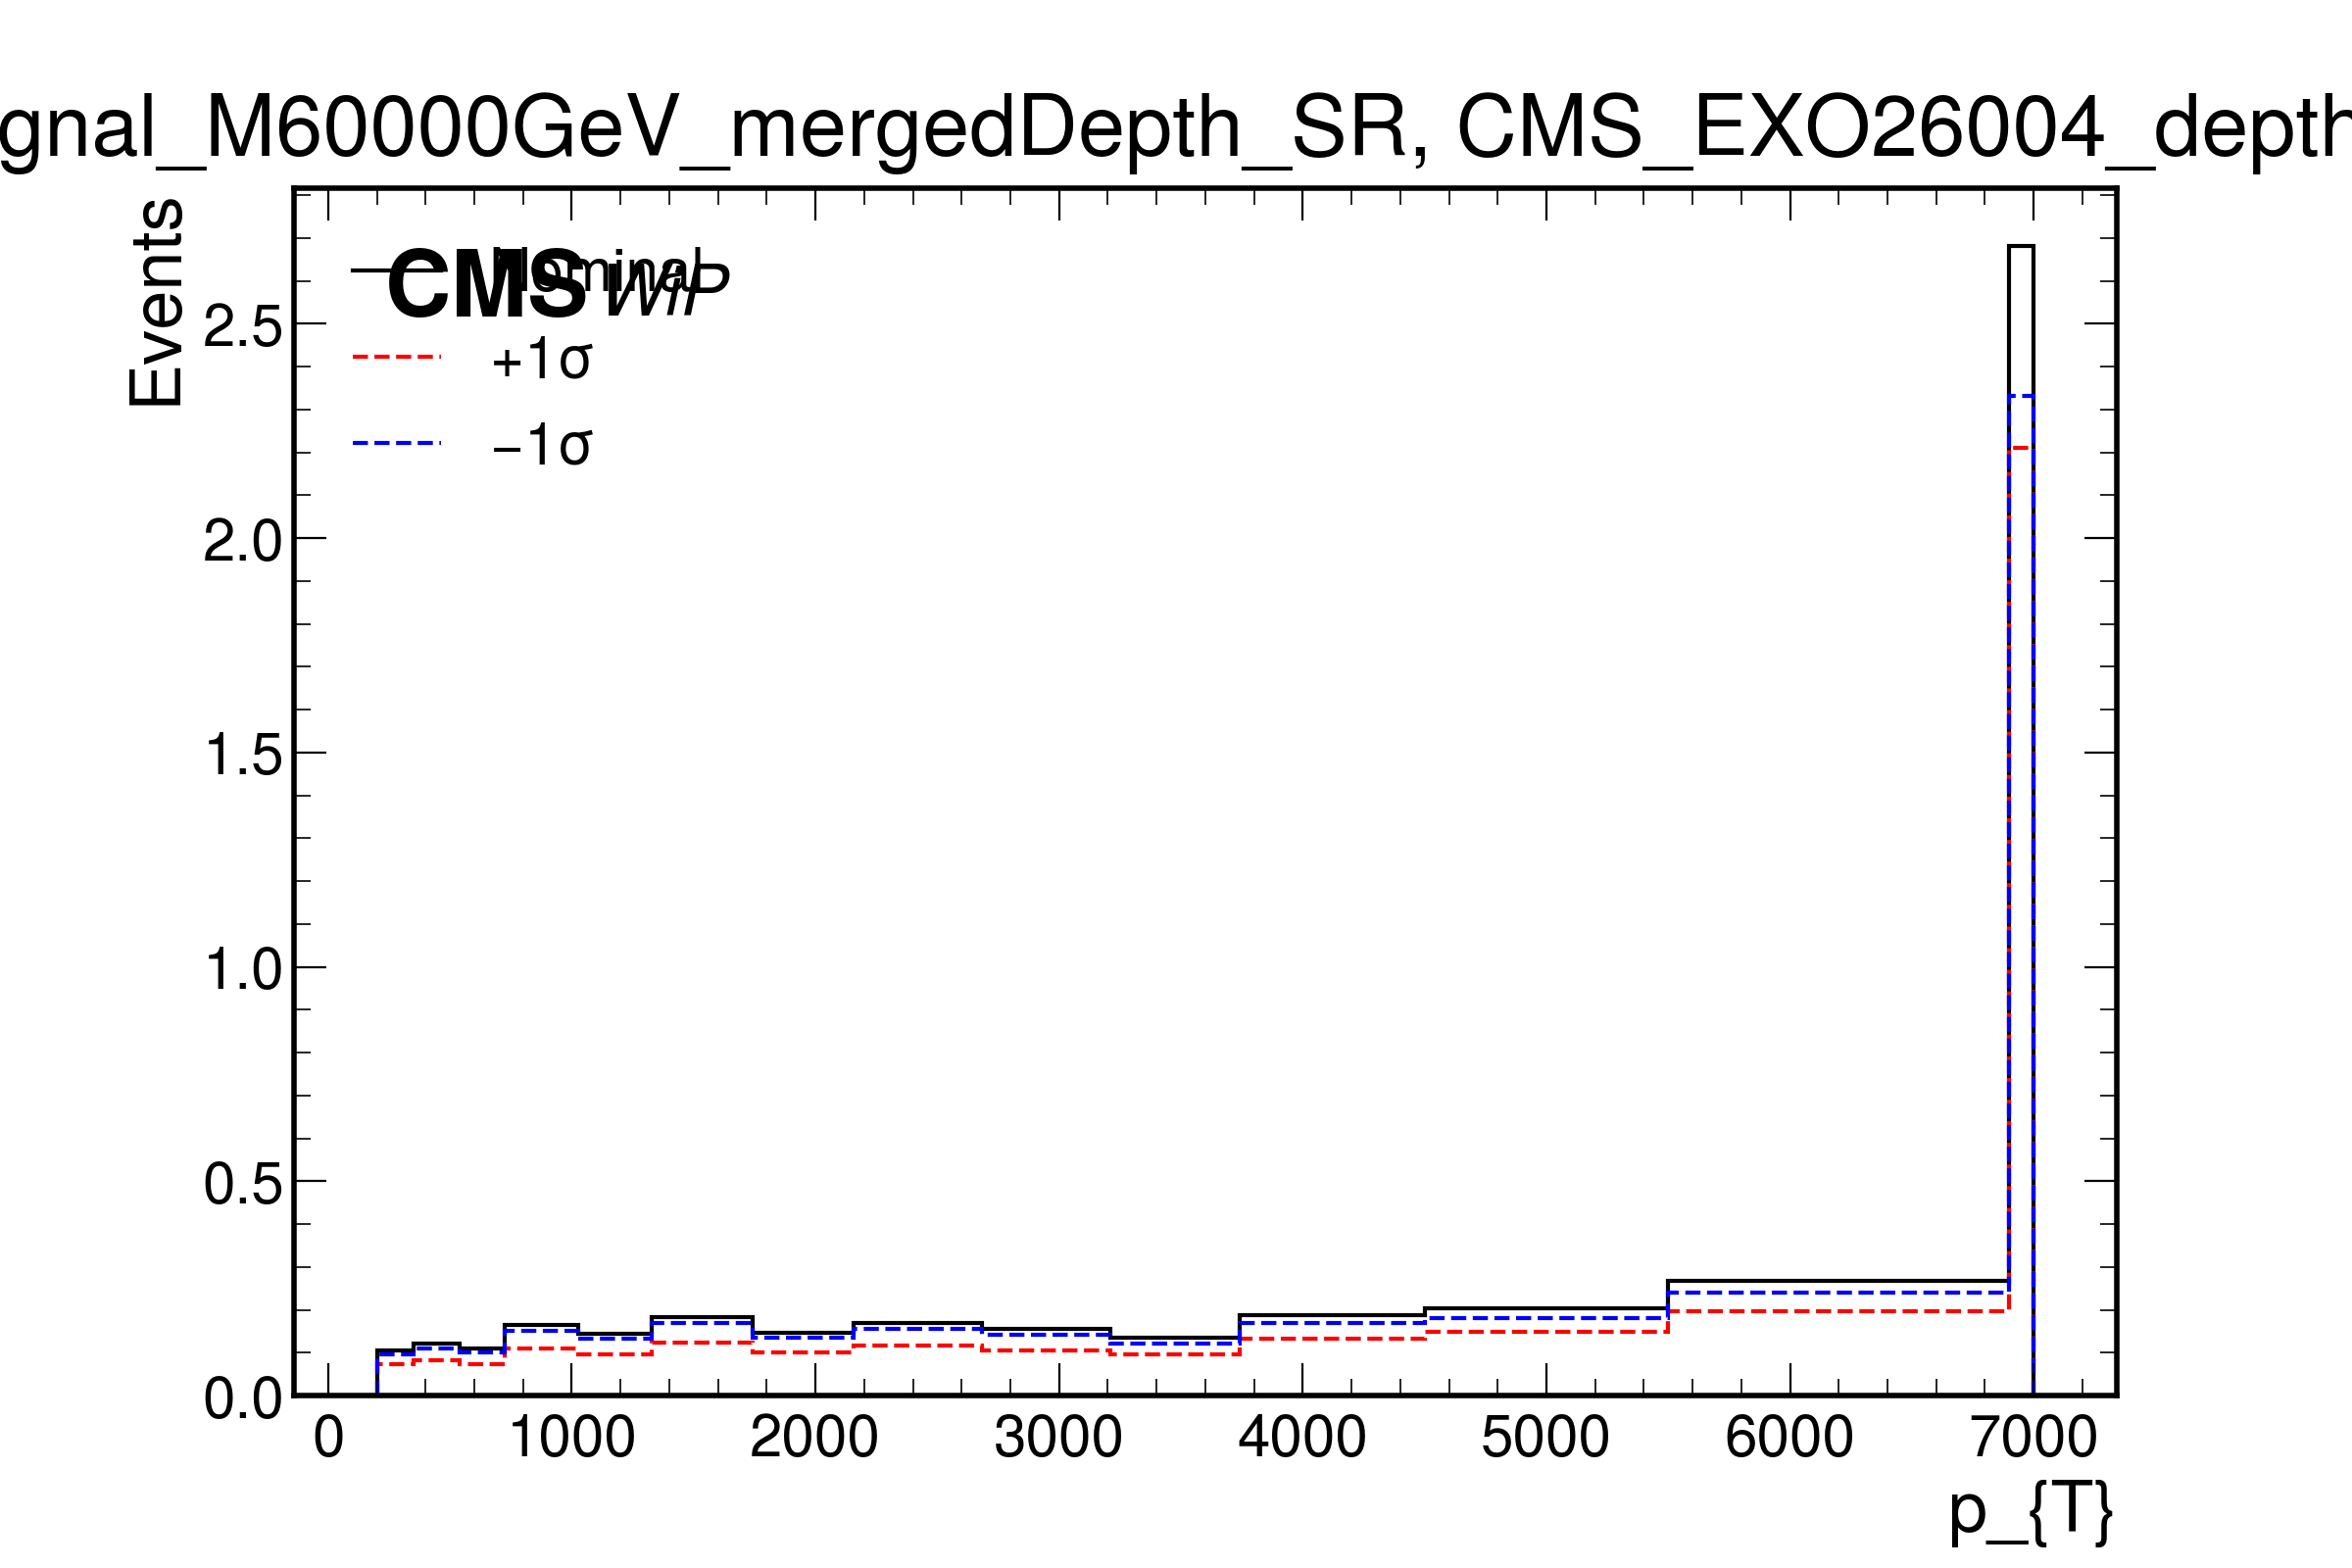 gnal_M60000GeV_mergedDepth_SR, CMS_EXO26004_depth
Events
CMS WiP
Nominal
+1σ
−1σ
2.5
2.0
1.5
1.0
0.5
0.0
0 1000 2000 3000 4000 5000 6000 7000
p_{T}